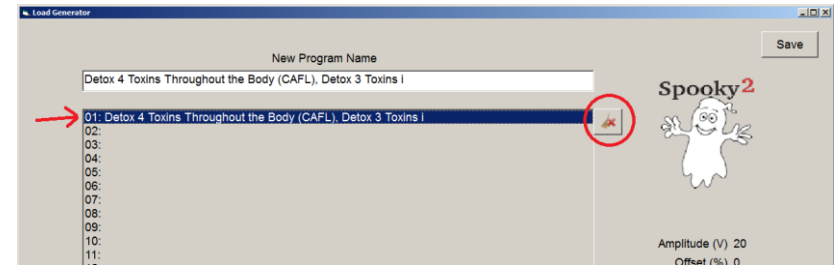 Load Generator
New Program Name
Save
Detox 4 Toxins Throughout the Body (CAFL), Detox 3 Toxins i
Spooky2
01: Detox 4 Toxins Throughout the Body (CAFL), Detox 3 Toxins i
02:
03:
04:
05:
06:
07:
08:
09:
10:
11:
Amplitude (V) 20
Offset (%) 0